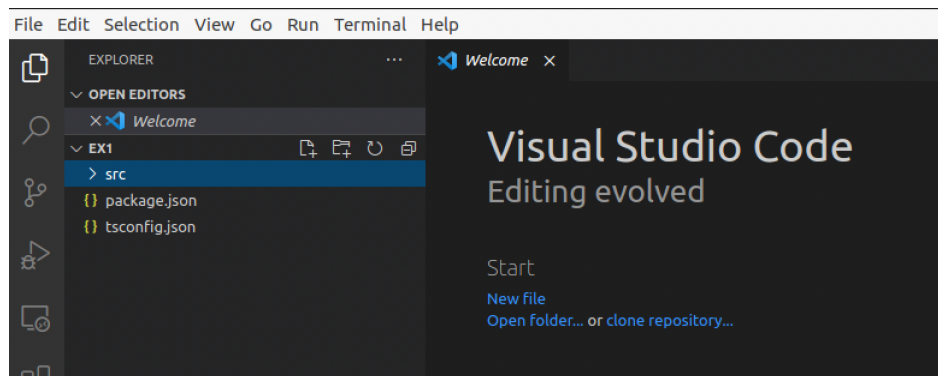 File Edit Selection View Go Run Terminal Help
EXPLORER
OPEN EDITORS
Welcome
EX1
src
{} package.json
{} tsconfig.json
Welcome
Visual Studio Code
Editing evolved
Start
New file
Open folder... or clone repository...